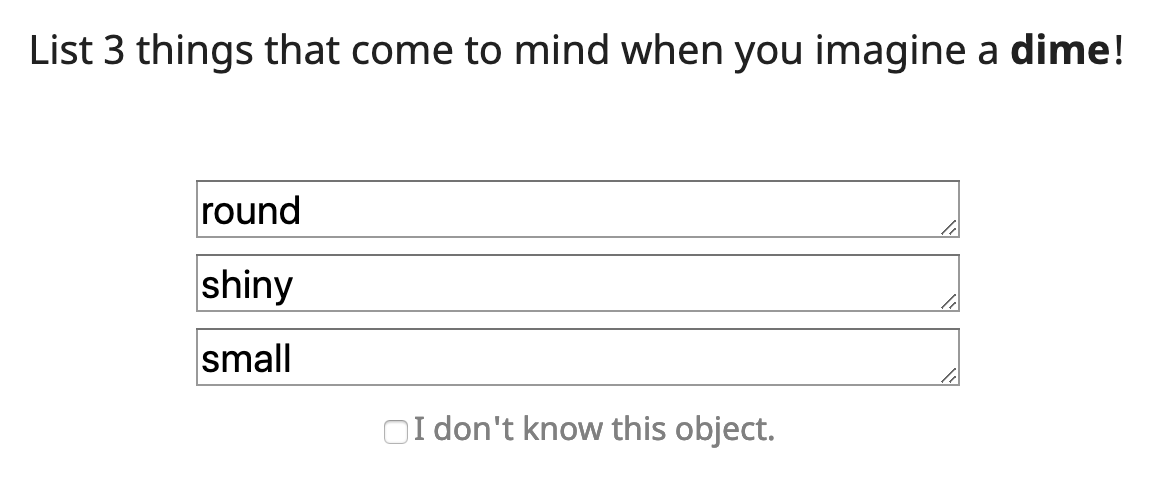 List 3 things that come to mind when you imagine a dime!
round
shiny
small
I don't know this object.